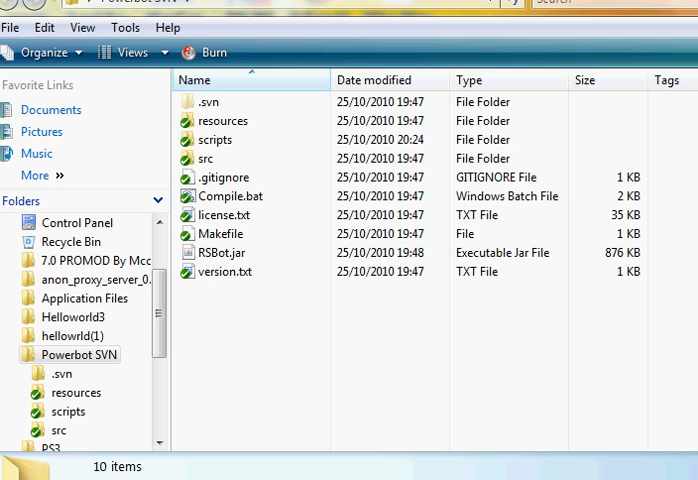 Powerbot SVN
File Edit View Tools Help
Organize Views Burn
Favorite Links
Documents
Pictures
Music
More »
Folders
Control Panel
Recycle Bin
7.0 PROMOD By Mcc
anon_proxy_server_0.
Application Files
Helloworld3
hellowrld(1)
Powerbot SVN
.svn
resources
scripts
src
PS3
Name Date modified Type Size Tags
.svn 25/10/2010 19:47 File Folder
resources 25/10/2010 19:47 File Folder
scripts 25/10/2010 20:24 File Folder
src 25/10/2010 19:47 File Folder
.gitignore 25/10/2010 19:47 GITIGNORE File 1 KB
Compile.bat 25/10/2010 19:47 Windows Batch File 2 KB
license.txt 25/10/2010 19:47 TXT File 35 KB
Makefile 25/10/2010 19:47 File 1 KB
RSBot.jar 25/10/2010 19:48 Executable Jar File 876 KB
version.txt 25/10/2010 19:47 TXT File 1 KB
10 items